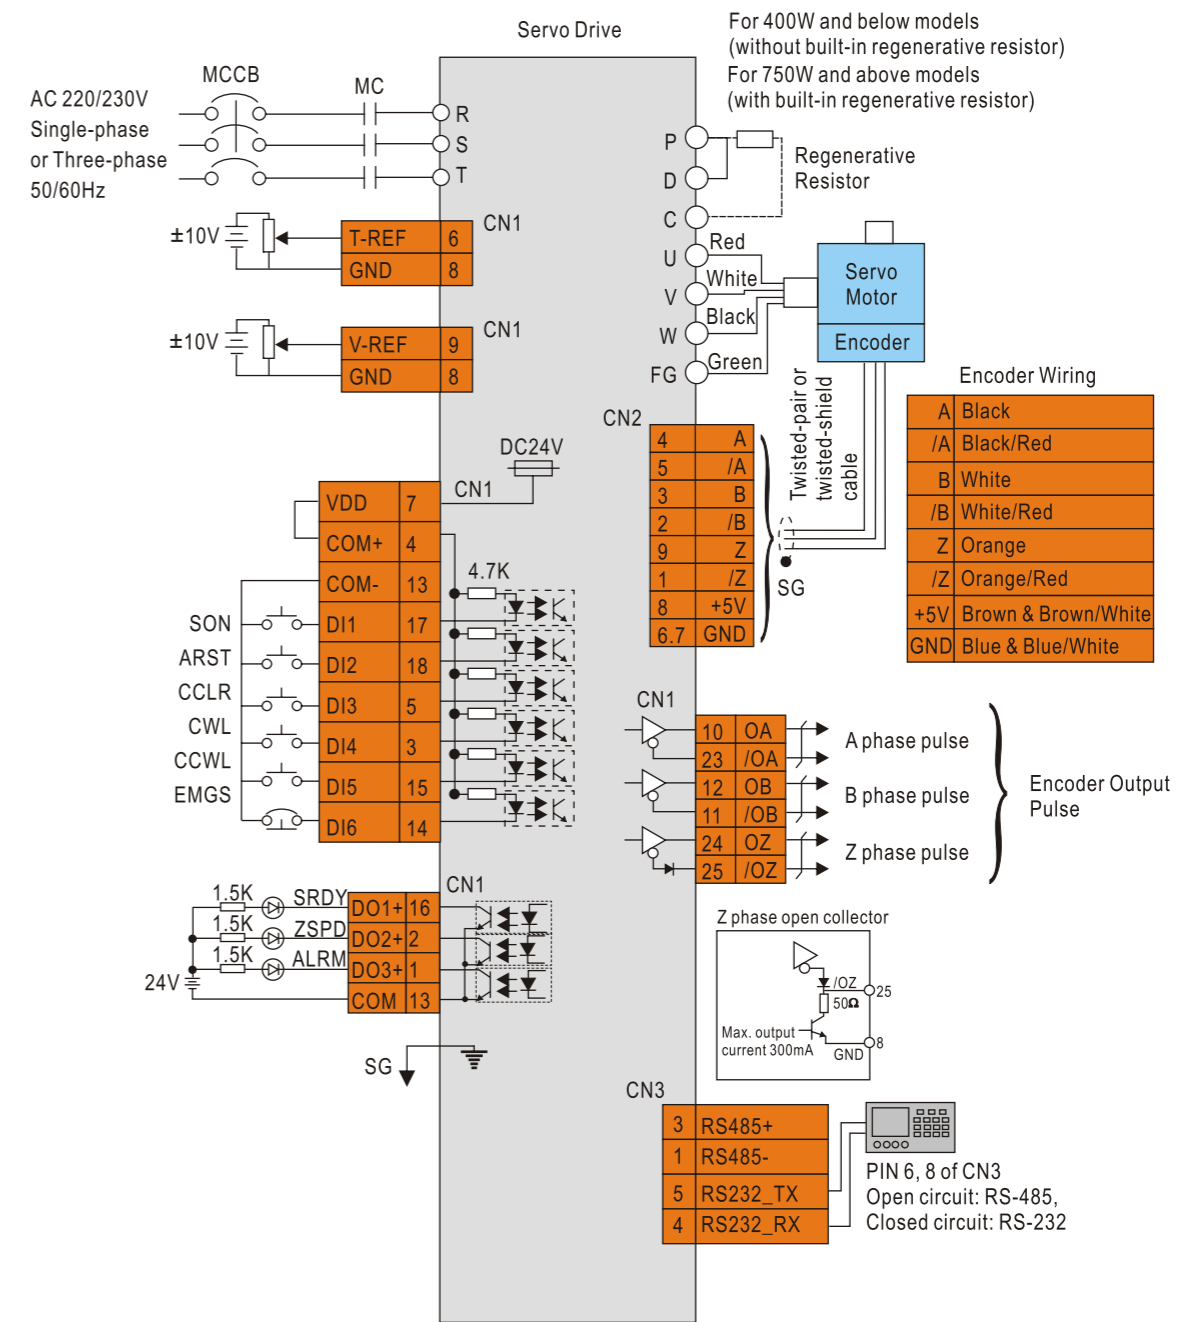 Servo Drive
For 400W and below models
(without built-in regenerative resistor)
For 750W and above models
(with built-in regenerative resistor)
MCCB
MC
AC 220/230V
Single-phase
or Three-phase
50/60Hz
R
S
T
P
D
C
Regenerative
Resistor
±10V
T-REF 6
GND 8
CN1
±10V
V-REF 9
GND 8
CN1
U Red
V White
W Black
FG Green
Servo
Motor
Encoder
Twisted-pair or
twisted-shield
cable
SG
Encoder Wiring
A Black
/A Black/Red
B White
/B White/Red
Z Orange
/Z Orange/Red
+5V Brown & Brown/White
GND Blue & Blue/White
CN2
4 A
5 /A
3 B
2 /B
9 Z
1 /Z
8 +5V
6.7 GND
DC24V
CN1
VDD 7
COM+ 4
COM- 13
4.7K
SON DI1 17
ARST DI2 18
CCLR DI3 5
CWL DI4 3
CCWL DI5 15
EMGS DI6 14
CN1
10 OA
23 /OA
12 OB
11 /OB
24 OZ
25 /OZ
A phase pulse
B phase pulse
Z phase pulse
Encoder Output
Pulse
CN1
1.5K SRDY DO1+ 16
1.5K ZSPD DO2+ 2
1.5K ALRM DO3+ 1
24V COM 13
SG
Z phase open collector
/OZ
25
50Ω
Max. output
current 300mA
GND
8
CN3
3 RS485+
1 RS485-
5 RS232_TX
4 RS232_RX
PIN 6, 8 of CN3
Open circuit: RS-485,
Closed circuit: RS-232